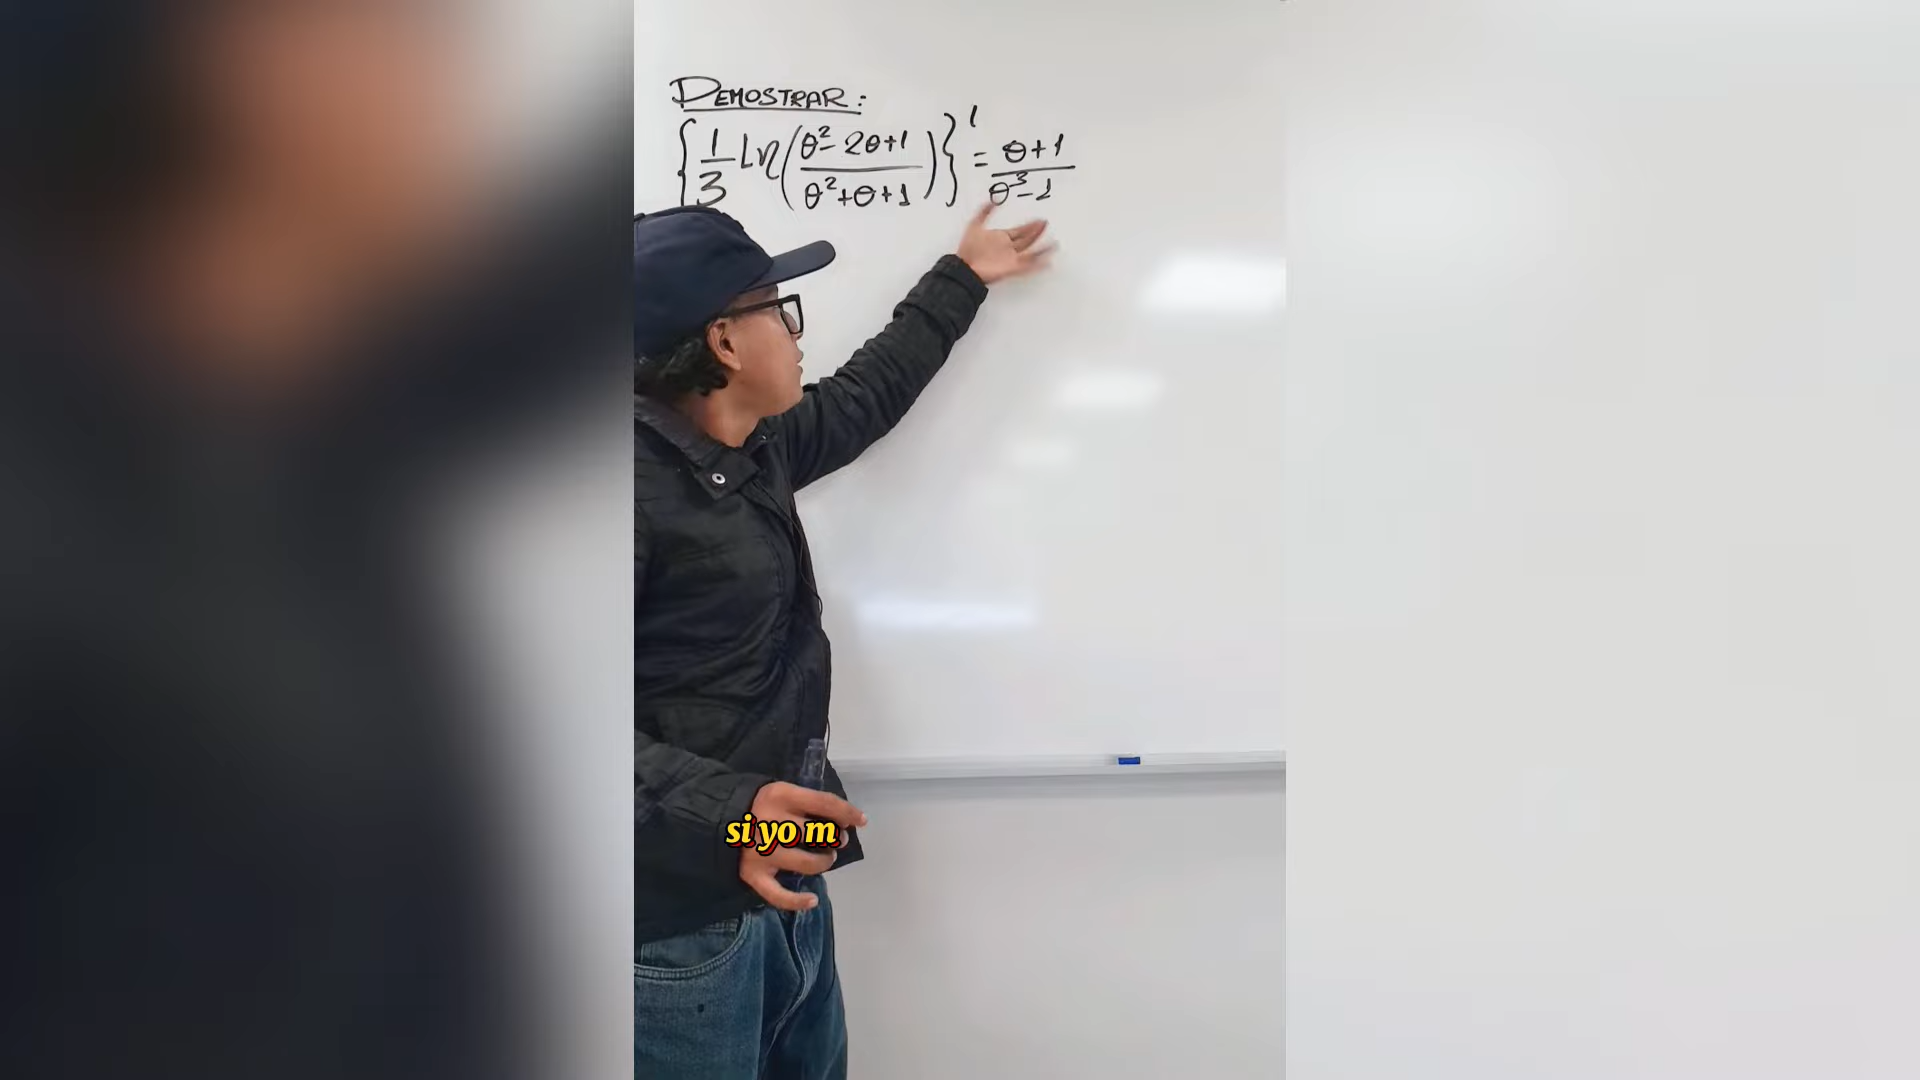 DEMOSTRAR:
{1/3 Ln(θ²-2θ+1/θ²+θ+1)}' = θ+1/θ³-1
si yo m